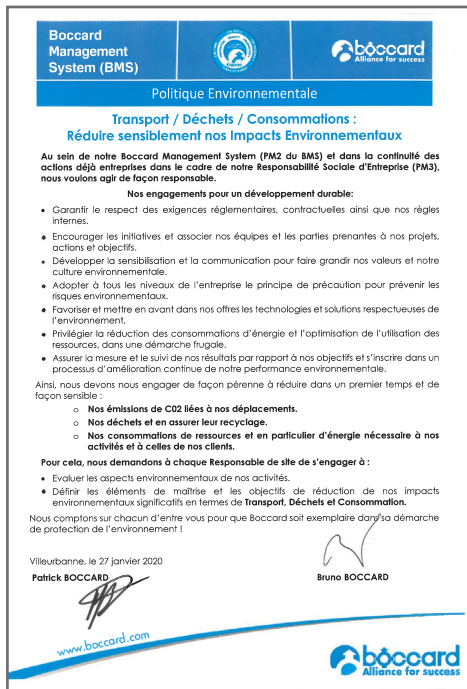 Boccard
Management
System (BMS)
bôccard
Alliance for success
Politique Environnementale
Transport / Déchets / Consommations :
Réduire sensiblement nos Impacts Environnementaux
Au sein de notre Boccard Management System (PM2 du BMS) et dans la continuité des
actions déjà entreprises dans le cadre de notre Responsabilité Sociale d'Entreprise (PM3),
nous voulons agir de façon responsable.
Nos engagements pour un développement durable:
• Garantir le respect des exigences réglementaires, contractuelles ainsi que nos règles
internes.
• Encourager les initiatives et associer nos équipes et les parties prenantes à nos projets,
actions et objectifs.
• Développer la sensibilisation et la communication pour faire grandir nos valeurs et notre
culture environnementale.
• Adopter à tous les niveaux de l'entreprise le principe de précaution pour prévenir les
risques environnementaux.
• Favoriser et mettre en avant dans nos offres les technologies et solutions respectueuses de
l'environnement,
• Privilégier la réduction des consommations d'énergie et l'optimisation de l'utilisation des
ressources, dans une démarche frugale.
• Assurer la mesure et le suivi de nos résultats par rapport à nos objectifs et s'inscrire dans un
processus d'amélioration continue de notre performance environnementale.
Ainsi, nous devons nous engager de façon pérenne à réduire dans un premier temps et de
façon sensible :
o Nos émissions de C02 liées à nos déplacements.
o Nos déchets et en assurer leur recyclage.
o Nos consommations de ressources et en particulier d'énergie nécessaire à nos
activités et à celles de nos clients.
Pour cela, nous demandons à chaque Responsable de site de s'engager à :
• Evaluer les aspects environnementaux de nos activités.
• Définir les éléments de maîtrise et les objectifs de réduction de nos impacts
environnementaux significatifs en termes de Transport, Déchets et Consommation.
Nous comptons sur chacun d'entre vous pour que Boccard soit exemplaire dans sa démarche
de protection de l'environnement !
Villeurbanne, le 27 janvier 2020
Patrick BOCCARD
Bruno BOCCARD
www.boccard.com
bôccard
Alliance for success